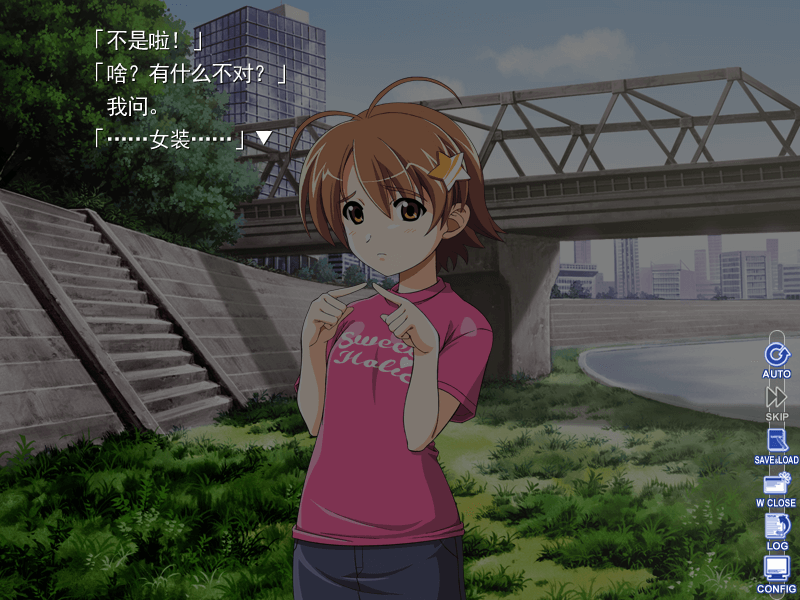 「不是啦！」
「啥？有什么不对？」
我问。
「……女装……」▼
Sweet
Holic
AUTO
SKIP
SAVE&LOAD
W CLOSE
LOG
CONFIG